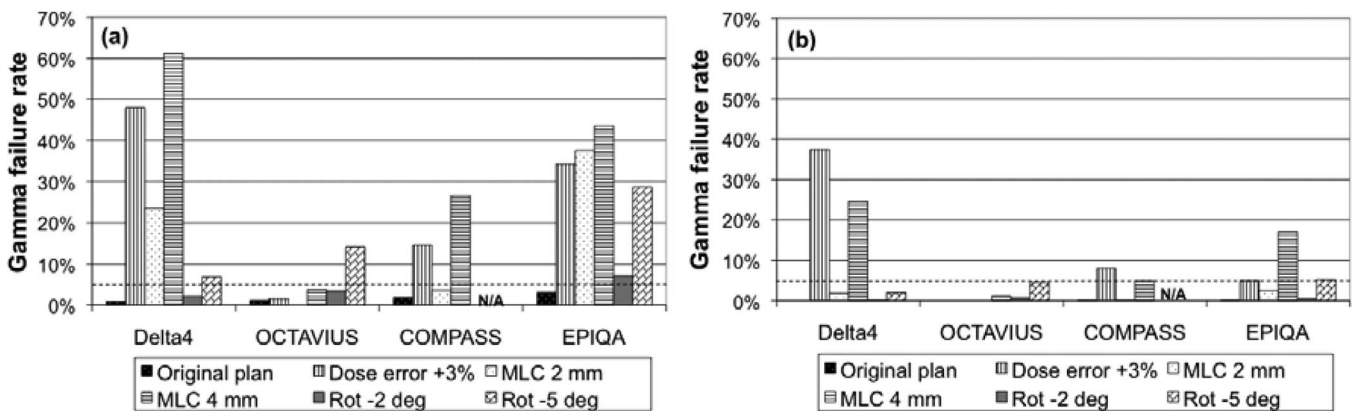 (a)
Gamma failure rate
70%
60%
50%
40%
30%
20%
10%
0%
N/A
Delta4 OCTAVIUS COMPASS EPIQA
Original plan Dose error +3% MLC 2 mm
MLC 4 mm Rot -2 deg Rot -5 deg
(b)
Gamma failure rate
70%
60%
50%
40%
30%
20%
10%
0%
N/A
Delta4 OCTAVIUS COMPASS EPIQA
Original plan Dose error +3% MLC 2 mm
MLC 4 mm Rot -2 deg Rot -5 deg